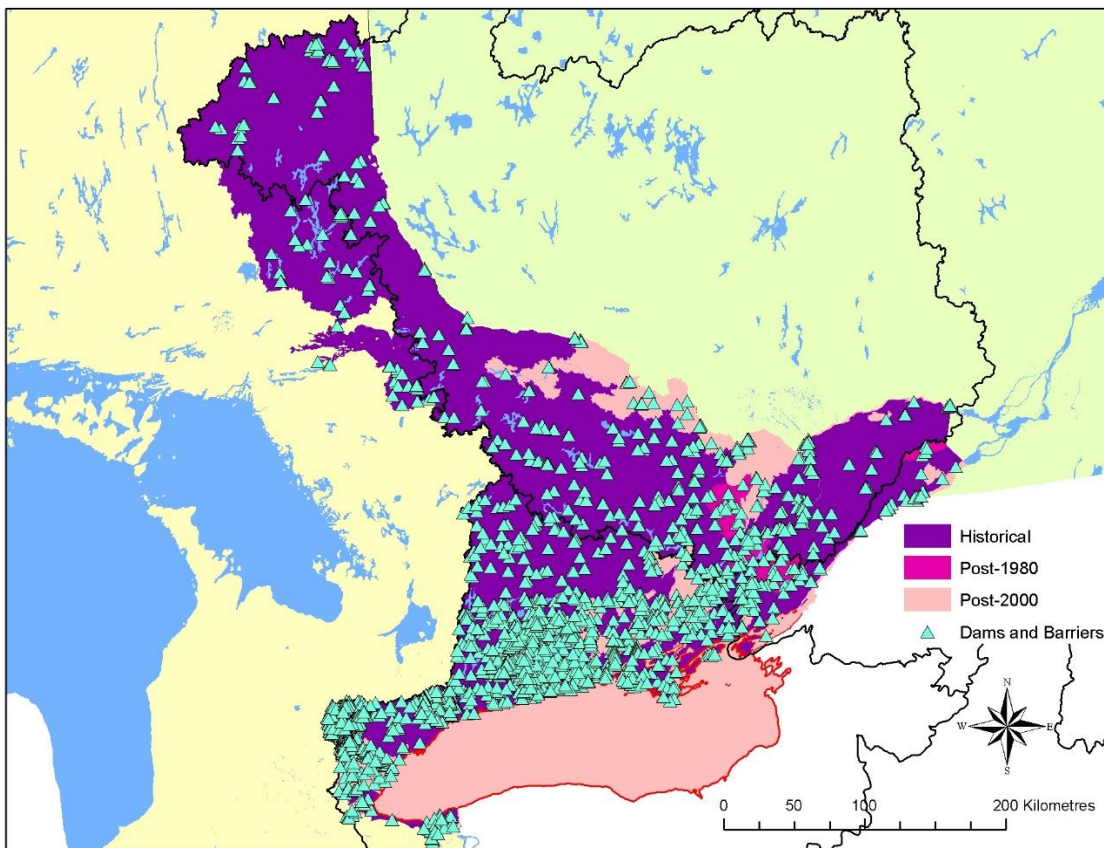 Historical
Post-1980
Post-2000
Dams and Barriers
N
W E
S
0 50 100 200 Kilometres